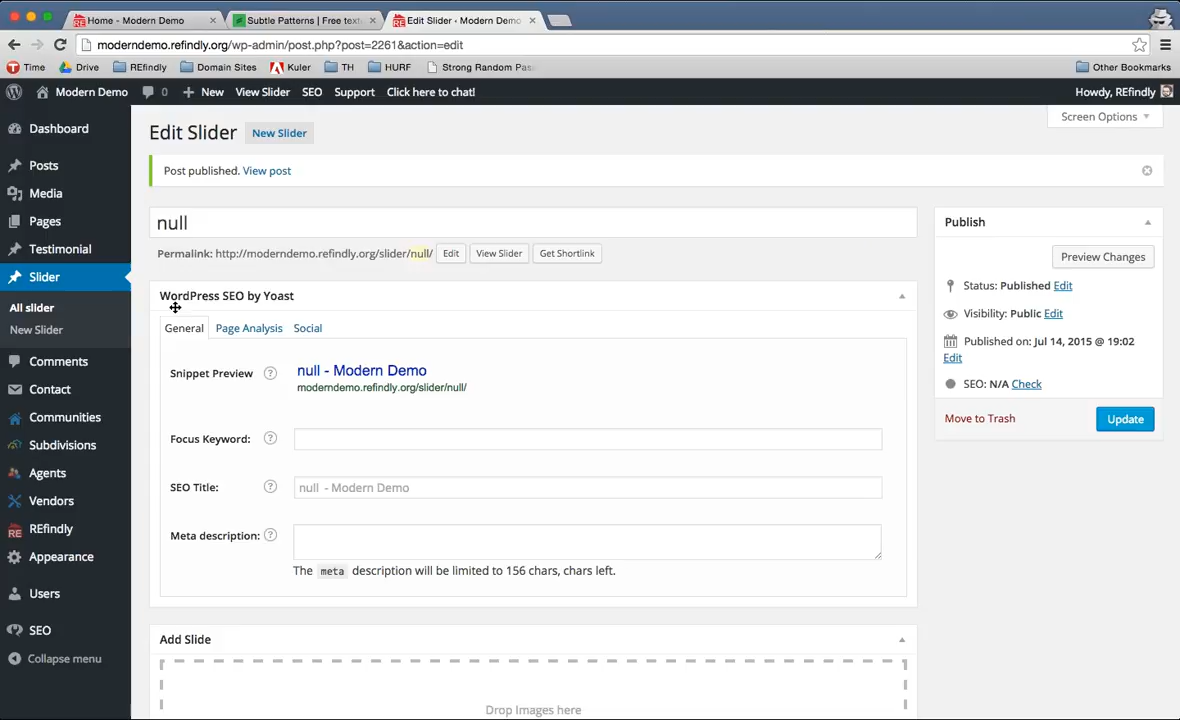 Home - Modern Demo
Subtle Patterns | Free text
Edit Slider ‹ Modern Demo
moderndemo.refindly.org/wp-admin/post.php?post=2261&action=edit
Time
Drive
REfindly
Domain Sites
Kuler
TH
HURF
Strong Random Pas
Other Bookmarks
Modern Demo
0
New
View Slider
SEO
Support
Click here to chat!
Howdy, REfindly
Dashboard
Posts
Media
Pages
Testimonial
Slider
All slider
New Slider
Comments
Contact
Communities
Subdivisions
Agents
Vendors
RE REfindly
Appearance
Users
SEO
Collapse menu
Screen Options
Edit Slider
New Slider
Post published. View post
null
Permalink: http://moderndemo.refindly.org/slider/null/
Edit
View Slider
Get Shortlink
WordPress SEO by Yoast
General
Page Analysis
Social
Snippet Preview
?
null - Modern Demo
moderndemo.refindly.org/slider/null/
Focus Keyword:
?
SEO Title:
?
null - Modern Demo
Meta description:
?
The meta description will be limited to 156 chars, chars left.
Add Slide
Drop Images here
Publish
Preview Changes
Status: Published Edit
Visibility: Public Edit
Published on: Jul 14, 2015 @ 19:02
Edit
SEO: N/A Check
Move to Trash
Update